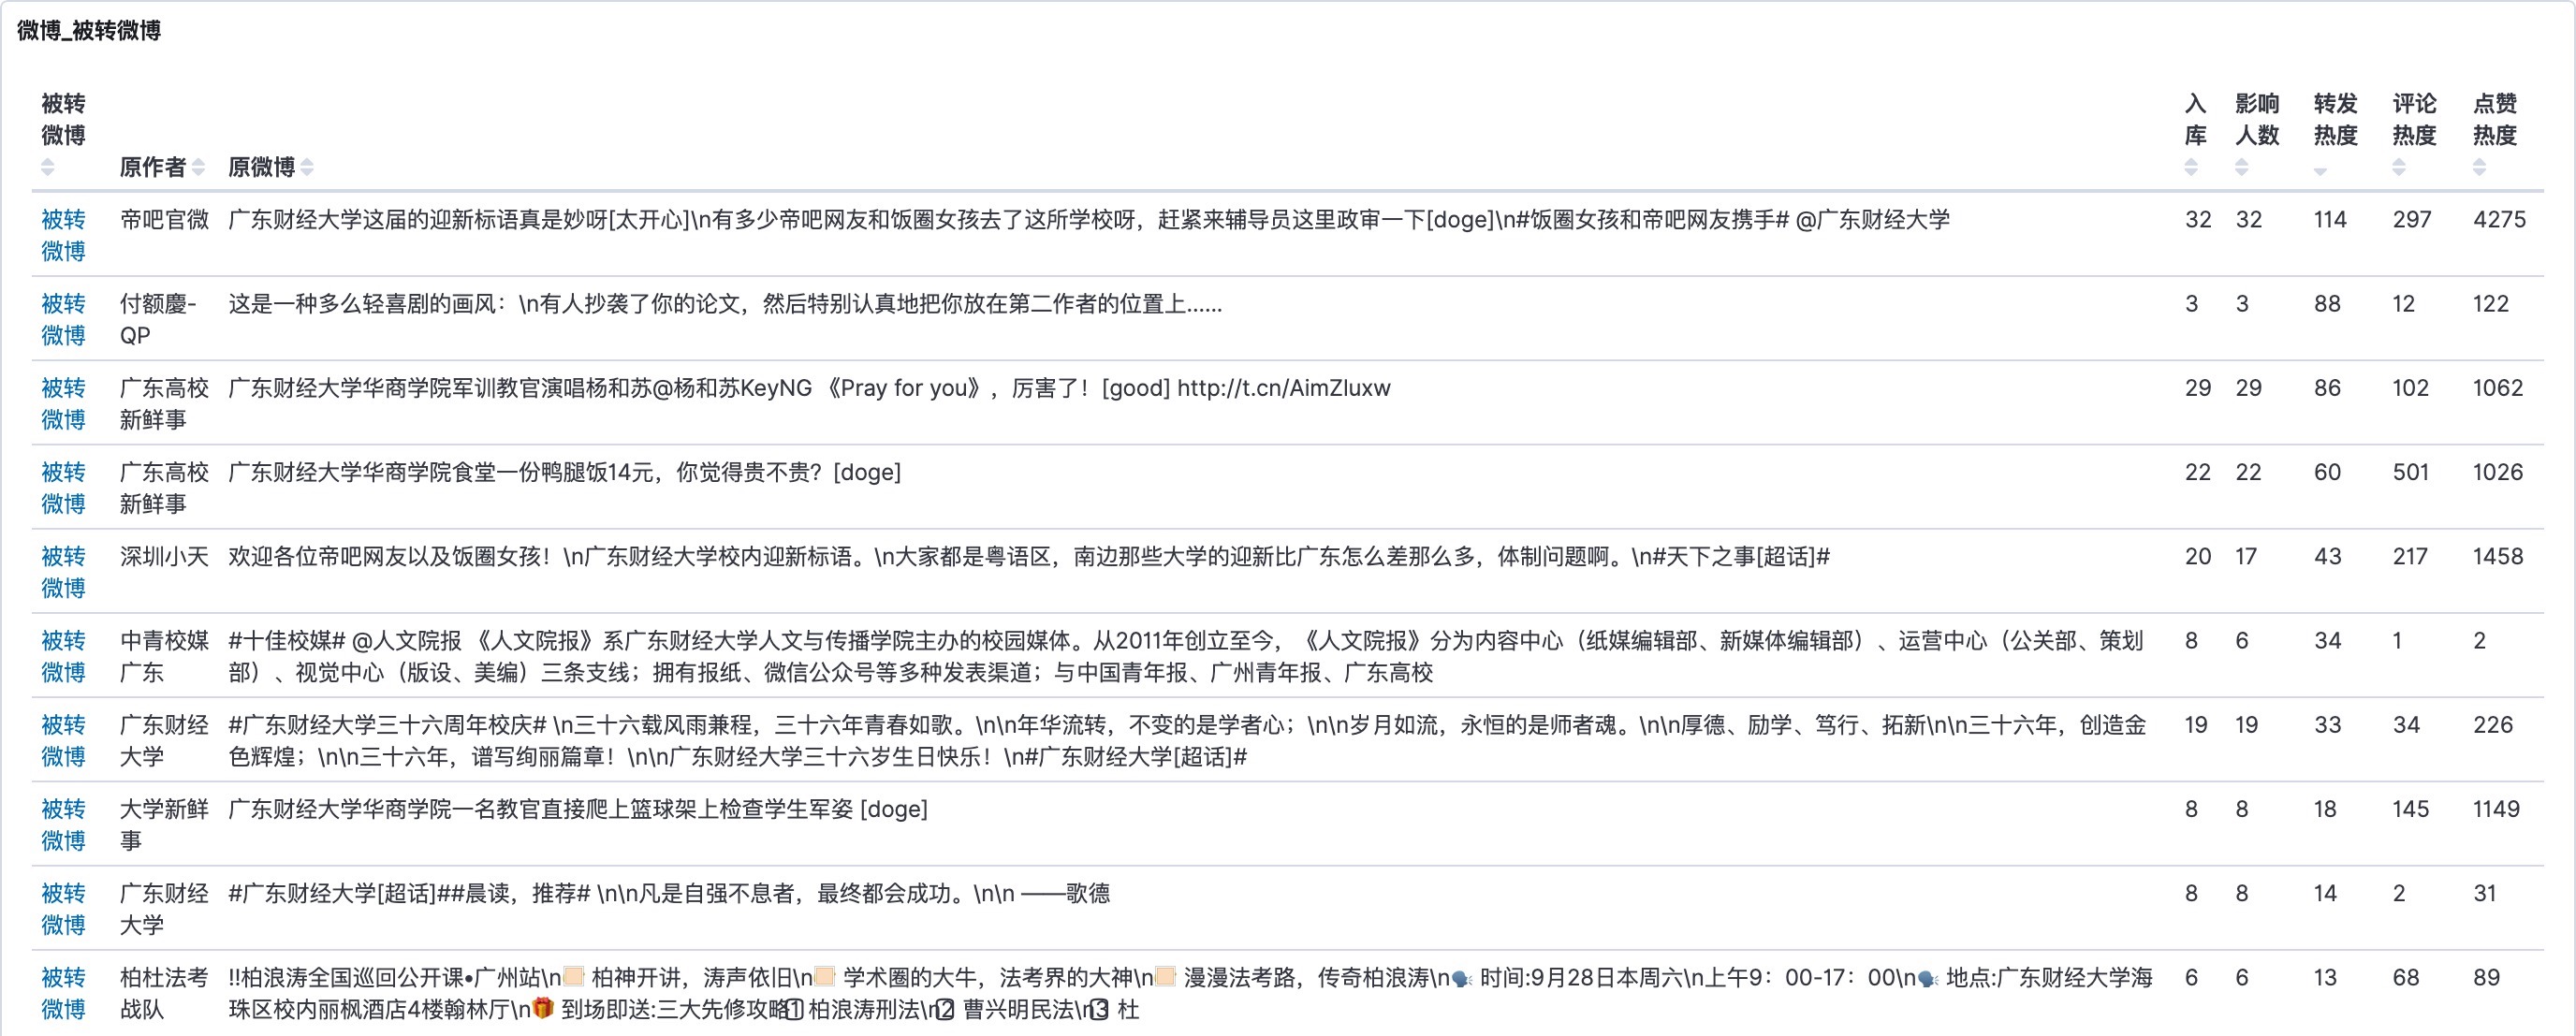 微博_被转微博
被转微博 原作者 原微博 入库 影响人数 转发热度 评论热度 点赞热度
被转 帝吧官微 广东财经大学这届的迎新标语真是妙呀[太开心]\n有多少帝吧网友和饭圈女孩去了这所学校呀，赶紧来辅导员这里政审一下[doge]\n#饭圈女孩和帝吧网友携手# @广东财经大学 32 32 114 297 4275
微博
被转 付额慶- 这是一种多么轻喜剧的画风：\n有人抄袭了你的论文，然后特别认真地把你放在第二作者的位置上…… 3 3 88 12 122
微博 QP
被转 广东高校 广东财经大学华商学院军训教官演唱杨和苏@杨和苏KeyNG 《Pray for you》，厉害了！[good] http://t.cn/AimZluxw 29 29 86 102 1062
微博 新鲜事
被转 广东高校 广东财经大学华商学院食堂一份鸭腿饭14元，你觉得贵不贵？[doge] 22 22 60 501 1026
微博 新鲜事
被转 深圳小天 欢迎各位帝吧网友以及饭圈女孩！\n广东财经大学校内迎新标语。\n大家都是粤语区，南边那些大学的迎新比广东怎么差那么多，体制问题啊。\n#天下之事[超话]# 20 17 43 217 1458
微博
被转 中青校媒 #十佳校媒# @人文院报 《人文院报》系广东财经大学人文与传播学院主办的校园媒体。从2011年创立至今，《人文院报》分为内容中心（纸媒编辑部、新媒体编辑部）、运营中心（公关部、策划 8 6 34 1 2
微博 广东 部）、视觉中心（版设、美编）三条支线；拥有报纸、微信公众号等多种发表渠道；与中国青年报、广州青年报、广东高校
被转 广东财经 #广东财经大学三十六周年校庆# \n三十六载风雨兼程，三十六年青春如歌。\n\n年华流转，不变的是学者心；\n\n岁月如流，永恒的是师者魂。\n\n厚德、励学、笃行、拓新\n\n三十六年，创造金 19 19 33 34 226
微博 大学 色辉煌；\n\n三十六年，谱写绚丽篇章！\n\n广东财经大学三十六岁生日快乐！\n#广东财经大学[超话]#
被转 大学新鲜 广东财经大学华商学院一名教官直接爬上篮球架上检查学生军姿 [doge] 8 8 18 145 1149
微博 事
被转 广东财经 #广东财经大学[超话]##晨读，推荐# \n\n凡是自强不息者，最终都会成功。\n\n ——歌德 8 8 14 2 31
微博 大学
被转 柏杜法考 ‼柏浪涛全国巡回公开课•广州站\n 柏神开讲，涛声依旧\n 学术圈的大牛，法考界的大神\n 漫漫法考路，传奇柏浪涛\n🗣 时间:9月28日本周六\n上午9：00-17：00\n🗣 地点:广东财经大学海 6 6 13 68 89
微博 战队 珠区校内丽枫酒店4楼翰林厅\n🎁 到场即送:三大先修攻略1⃣ 柏浪涛刑法\n2⃣ 曹兴明民法\n3⃣ 杜